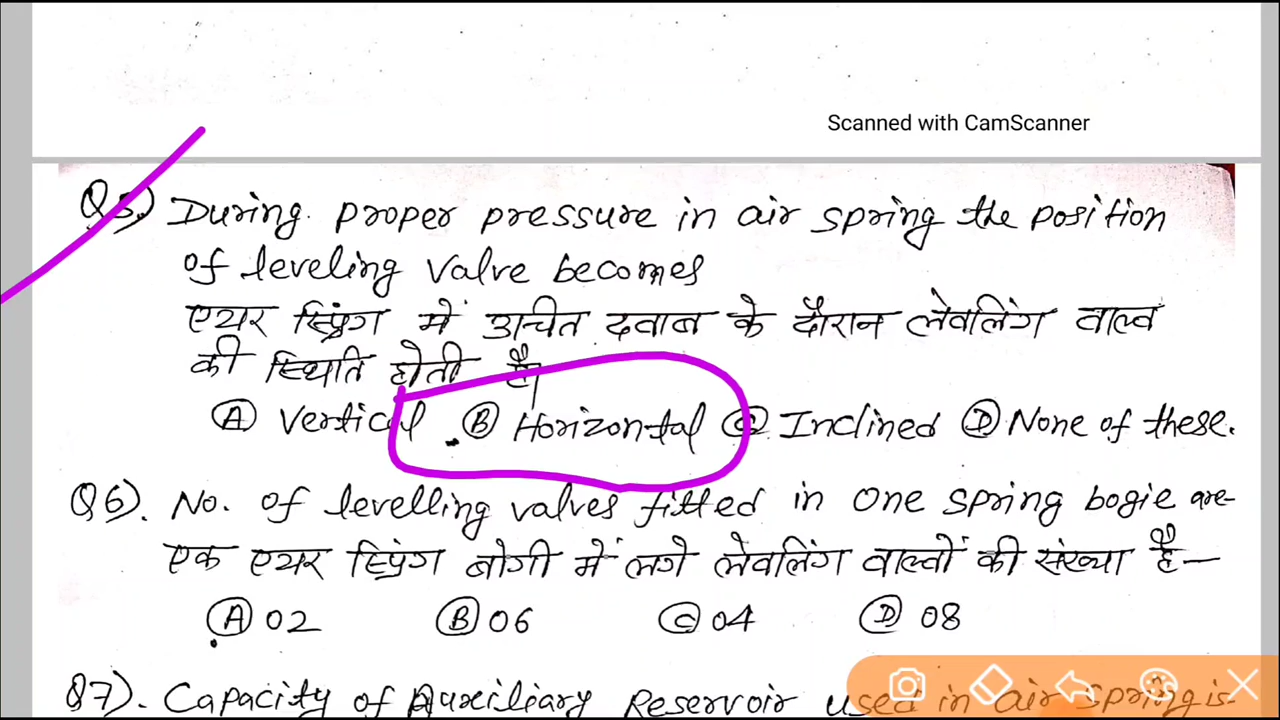 Scanned with CamScanner
Q5.) During proper pressure in air spring the position
of leveling valve becomes
एयर स्प्रिंग में उचित दवाब के दौरान लेवलिंग वाल्व
की स्थिति होती है।
(A) Vertical (B) Horizontal (C) Inclined (D) None of these.
Q6). No. of levelling valves fitted in one spring bogie are-
एक एयर स्प्रिंग बोगी में लगे लेवलिंग वाल्वों की संख्या है—
(A) 02 (B) 06 (C) 04 (D) 08
Q7). Capacity of Auxiliary Reservoir used in air spring is-